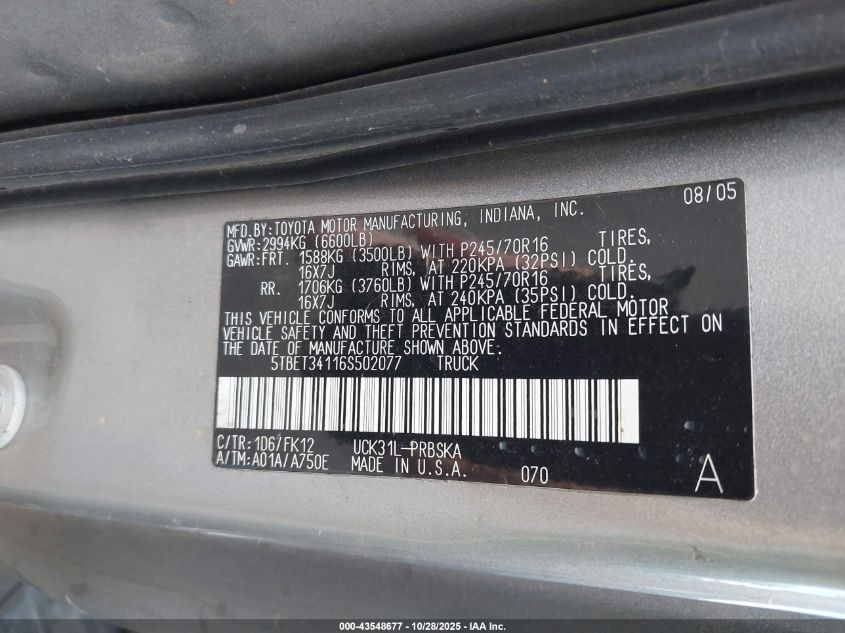 08/05
MFD.BY:TOYOTA MOTOR MANUFACTURING, INDIANA, INC.
GVWR:2994KG (6600LB)
GAWR:FRT. 1588KG (3500LB) WITH P245/70R16 TIRES,
16X7J RIMS, AT 220KPA (32PSI) COLD.
RR. 1706KG (3760LB) WITH P245/70R16 TIRES,
16X7J RIMS, AT 240KPA (35PSI) COLD.
THIS VEHICLE CONFORMS TO ALL APPLICABLE FEDERAL MOTOR
VEHICLE SAFETY AND THEFT PREVENTION STANDARDS IN EFFECT ON
THE DATE OF MANUFACTURE SHOWN ABOVE.
5TBET34116S502077 TRUCK
C/TR:1D6/FK12 UCK31L-PRBSKA
A/TM:A01A/A750E MADE IN U.S.A. 070 A
000-43548677 - 10/28/2025 - IAA Inc.